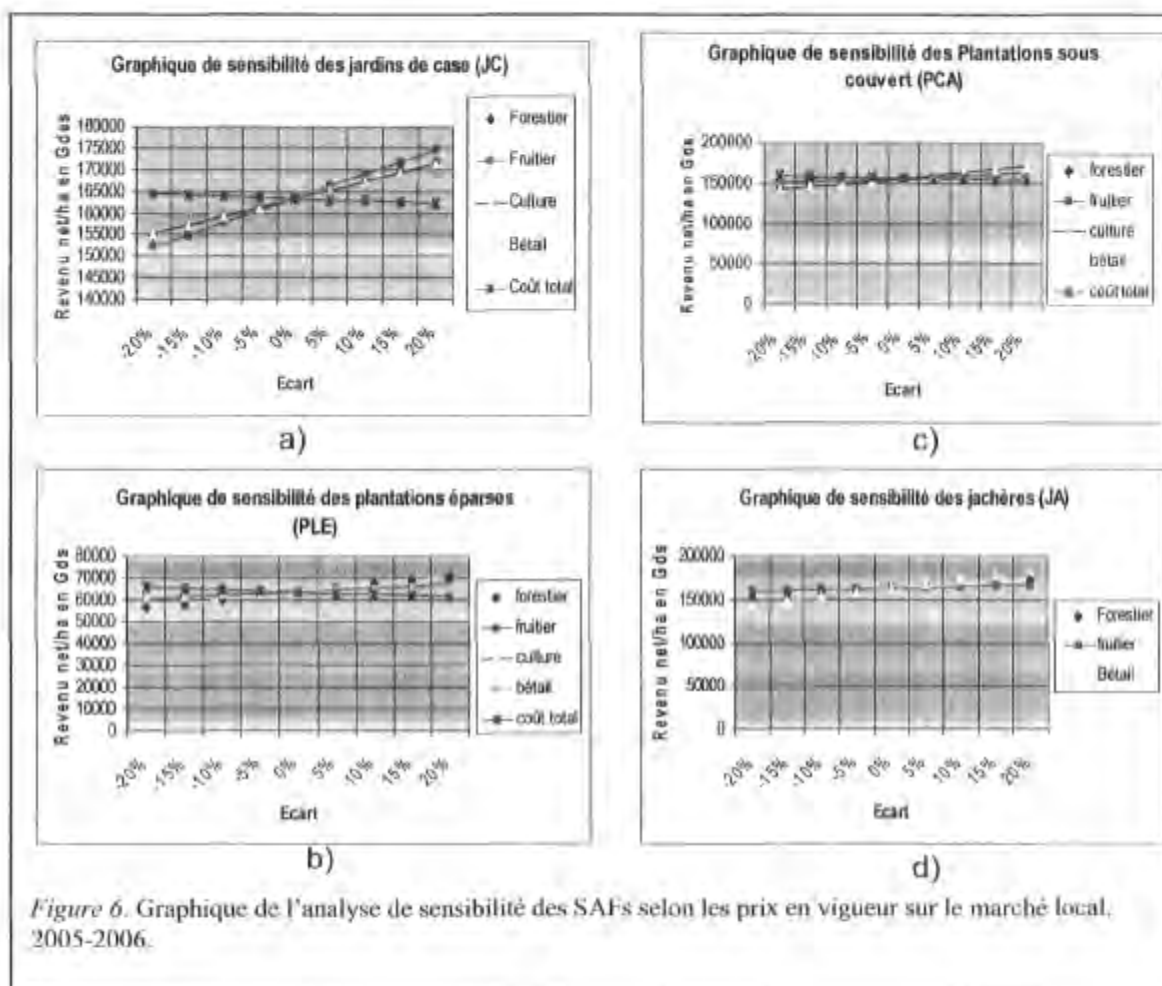 Graphique de sensibilité des jardins de case (JC)
Revenu net/ha en Gdes
180000
175000
170000
165000
160000
155000
150000
145000
140000
-20%
-15%
-10%
-5%
0%
5%
10%
15%
20%
Ecart
Forestier
Fruitier
Culture
Bétail
Coût total
a)
Graphique de sensibilité des Plantations sous
couvert (PCA)
Revenu net/ha en Gds
200000
150000
100000
50000
0
-20%
-15%
-10%
-5%
0%
5%
10%
15%
20%
Ecart
forestier
fruitier
culture
bétail
coût total
c)
Graphique de sensibilité des plantations éparses
(PLE)
Revenu net/ha en Gds
80000
70000
60000
50000
40000
30000
20000
10000
0
-20%
-15%
-10%
-5%
0%
5%
10%
15%
20%
Ecart
forestier
fruitier
culture
bétail
coût total
b)
Graphique de sensibilité des jachères (JA)
Revenu net/ha en Gds
200000
150000
100000
50000
0
-20%
-15%
-10%
-5%
0%
5%
10%
15%
20%
Ecart
Forestier
fruitier
Bétail
d)
Figure 6. Graphique de l'analyse de sensibilité des SAFs selon les prix en vigueur sur le marché local.
2005-2006.